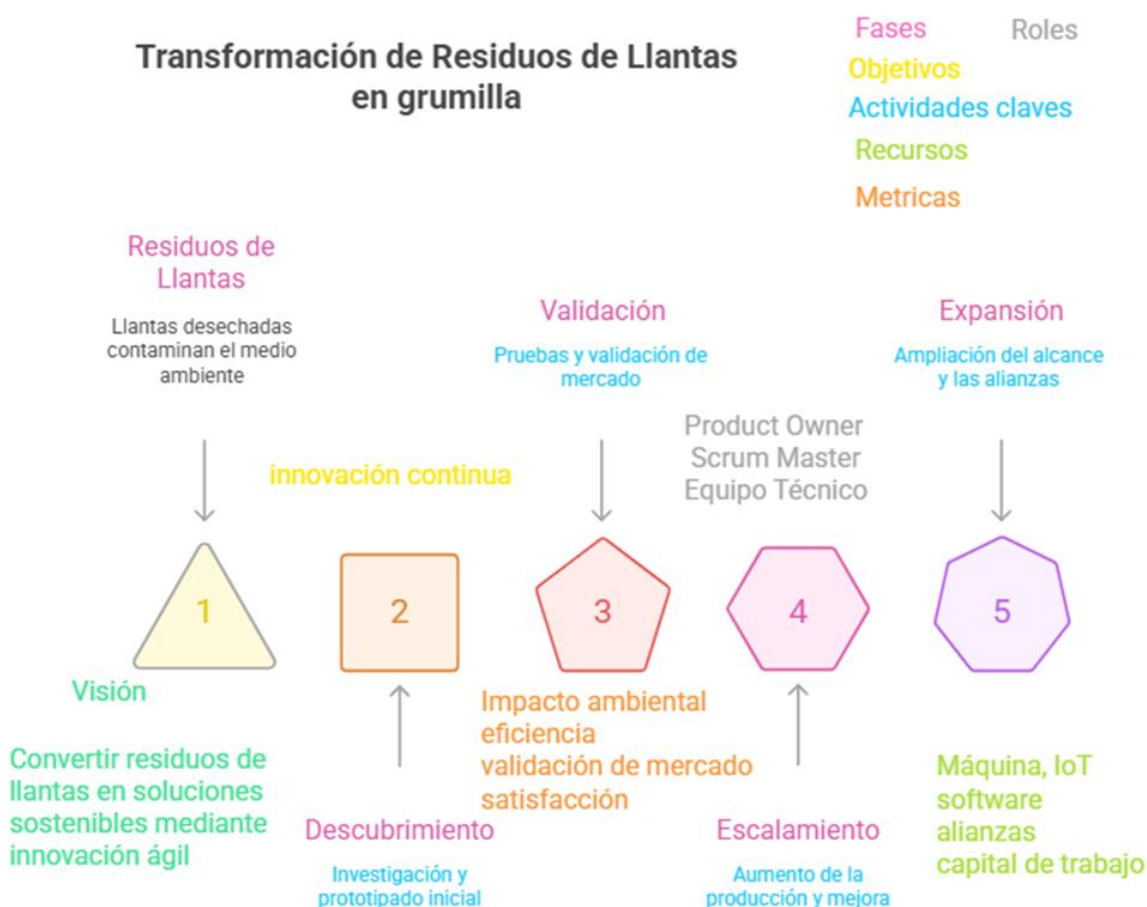 Transformación de Residuos de Llantas
en grumilla
Fases
Roles
Objetivos
Actividades claves
Recursos
Metricas
Residuos de
Llantas
Llantas desechadas
contaminan el medio
ambiente
Validación
Pruebas y validación de
mercado
Expansión
Ampliación del alcance
y las alianzas
innovación continua
Product Owner
Scrum Master
Equipo Técnico
1
2
3
4
5
Visión
Convertir residuos de
llantas en soluciones
sostenibles mediante
innovación ágil
Descubrimiento
Investigación y
prototipado inicial
Impacto ambiental
eficiencia
validación de mercado
satisfacción
Escalamiento
Aumento de la
producción y mejora
Máquina, IoT
software
alianzas
capital de trabajo